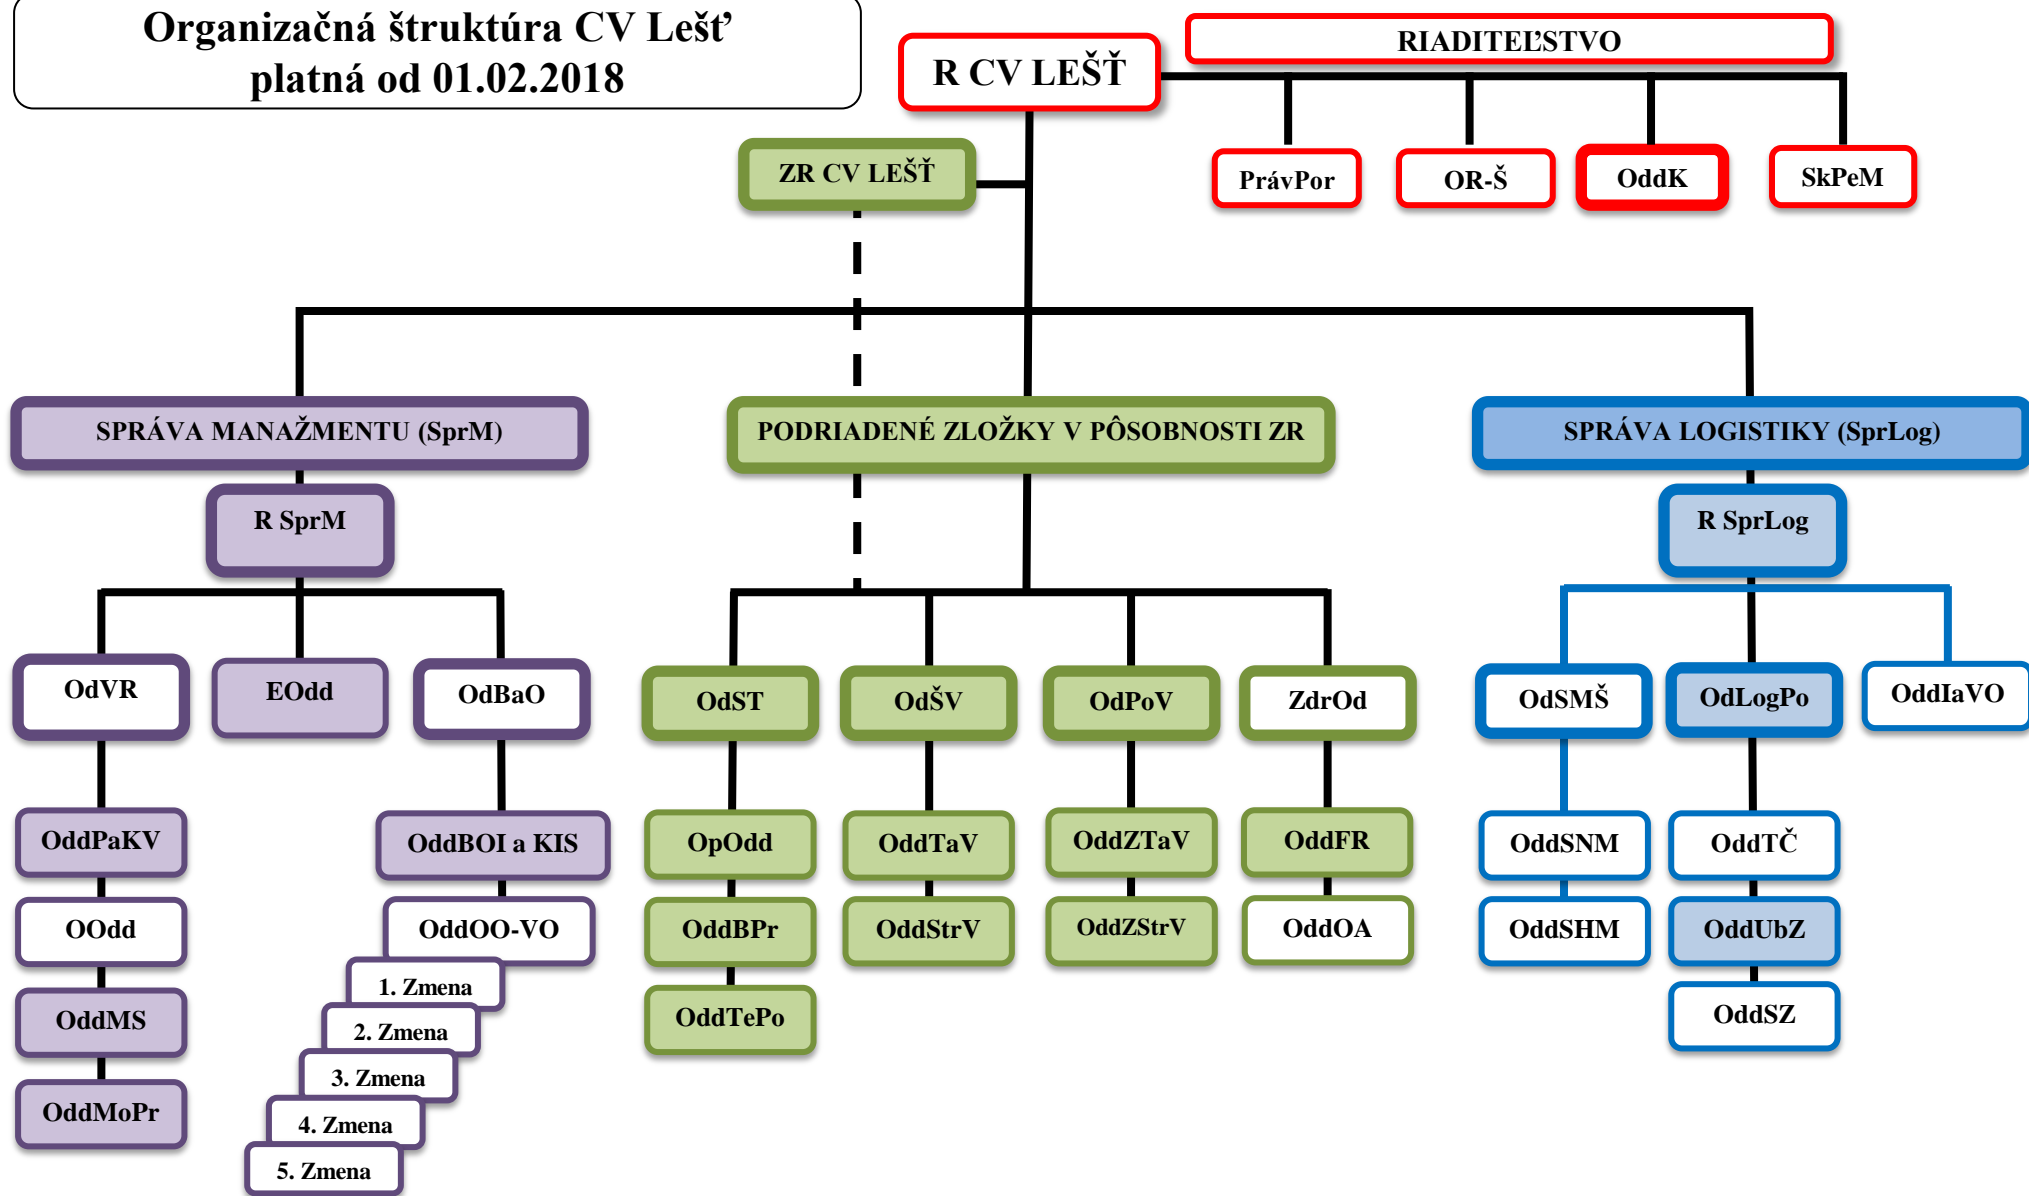 Organizačná štruktúra CV Lešť
platná od 01.02.2018
RIADITEĽSTVO
R CV LEŠŤ
ZR CV LEŠŤ
PrávPor
OR-Š
OddK
SkPeM
SPRÁVA MANAŽMENTU (SprM)
PODRIADENÉ ZLOŽKY V PÔSOBNOSTI ZR
SPRÁVA LOGISTIKY (SprLog)
R SprM
R SprLog
OdVR
EOdd
OdBaO
OdST
OdŠV
OdPoV
ZdrOd
OdSMŠ
OdLogPo
OddIaVO
OddPaKV
OddBOI a KIS
OpOdd
OddTaV
OddZTaV
OddFR
OddSNM
OddTČ
OOdd
OddOO-VO
OddBPr
OddStrV
OddZStrV
OddOA
OddSHM
OddUbZ
OddMS
1. Zmena
2. Zmena
OddTePo
OddSZ
3. Zmena
OddMoPr
4. Zmena
5. Zmena